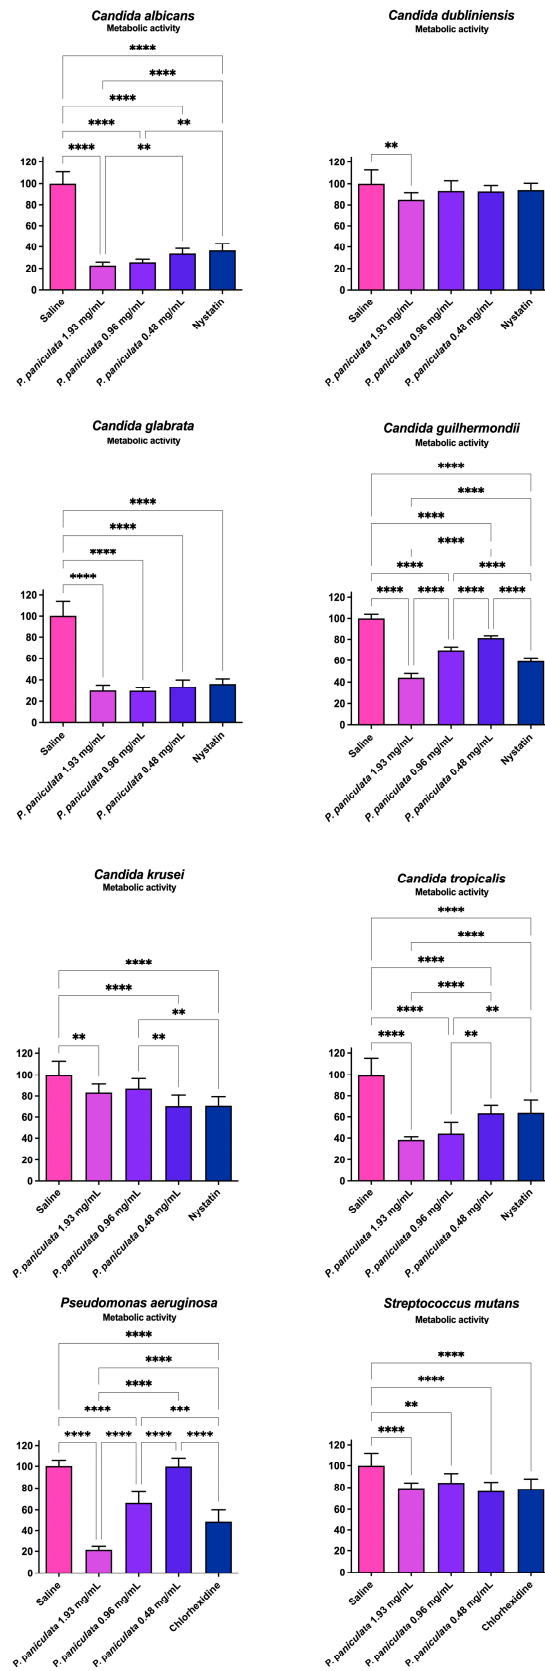 Candida albicans
Metabolic activity
****
****
****
**** **
**** **
120
100
80
60
40
20
0
Saline
P. paniculata 1.93 mg/mL
P. paniculata 0.96 mg/mL
P. paniculata 0.48 mg/mL
Nystatin
Candida dubliniensis
Metabolic activity
**
120
100
80
60
40
20
0
Saline
P. paniculata 1.93 mg/mL
P. paniculata 0.96 mg/mL
P. paniculata 0.48 mg/mL
Nystatin
Candida glabrata
Metabolic activity
****
****
****
****
120
100
80
60
40
20
0
Saline
P. paniculata 1.93 mg/mL
P. paniculata 0.96 mg/mL
P. paniculata 0.48 mg/mL
Nystatin
Candida guilhermondii
Metabolic activity
****
****
****
****
**** ****
**** **** **** ****
120
100
80
60
40
20
0
Saline
P. paniculata 1.93 mg/mL
P. paniculata 0.96 mg/mL
P. paniculata 0.48 mg/mL
Nystatin
Candida krusei
Metabolic activity
****
****
**
** **
120
100
80
60
40
20
0
Saline
P. paniculata 1.93 mg/mL
P. paniculata 0.96 mg/mL
P. paniculata 0.48 mg/mL
Nystatin
Candida tropicalis
Metabolic activity
****
****
****
****
**** **
**** **
120
100
80
60
40
20
0
Saline
P. paniculata 1.93 mg/mL
P. paniculata 0.96 mg/mL
P. paniculata 0.48 mg/mL
Nystatin
Pseudomonas aeruginosa
Metabolic activity
****
****
****
**** ***
**** **** **** ****
120
100
80
60
40
20
0
Saline
P. paniculata 1.93 mg/mL
P. paniculata 0.96 mg/mL
P. paniculata 0.48 mg/mL
Chlorhexidine
Streptococcus mutans
Metabolic activity
****
****
**
****
120
100
80
60
40
20
0
Saline
P. paniculata 1.93 mg/mL
P. paniculata 0.96 mg/mL
P. paniculata 0.48 mg/mL
Chlorhexidine